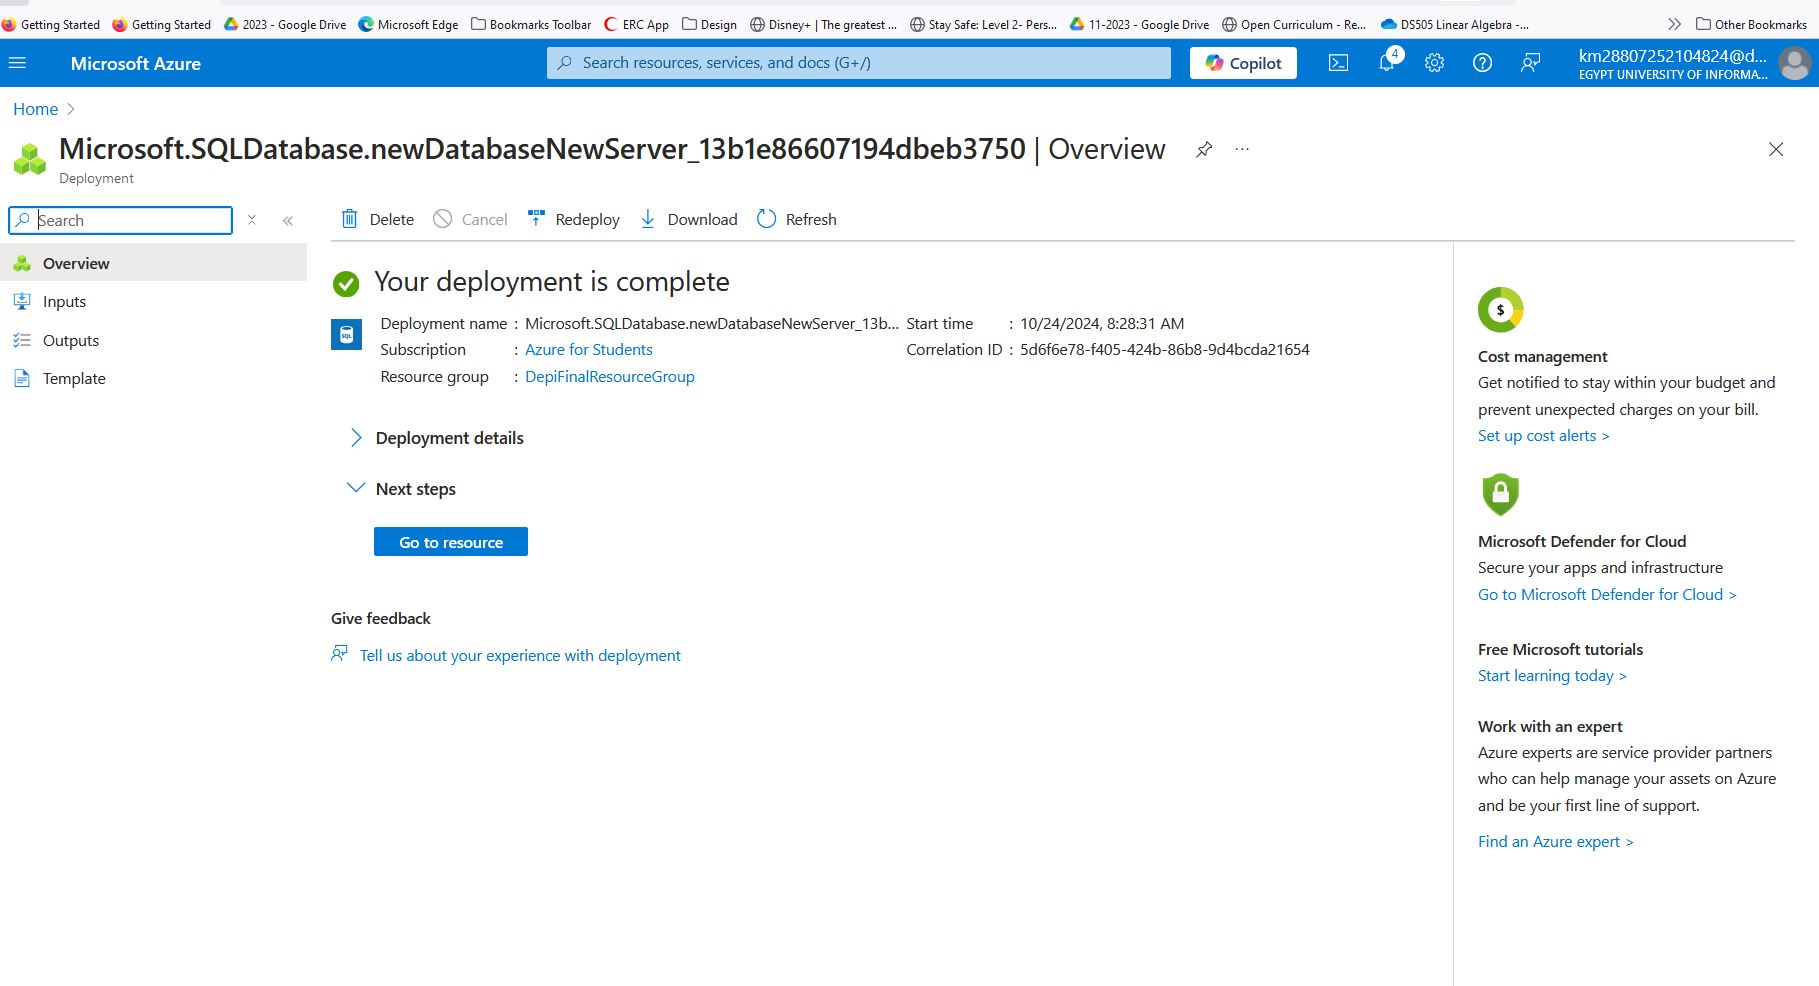 Getting Started
Getting Started
2023 - Google Drive
Microsoft Edge
Bookmarks Toolbar
ERC App
Design
Disney+ | The greatest ...
Stay Safe: Level 2- Pers...
11-2023 - Google Drive
Open Curriculum - Re...
DS505 Linear Algebra -...
Other Bookmarks
Microsoft Azure
Search resources, services, and docs (G+/)
Copilot
4
km28807252104824@d...
EGYPT UNIVERSITY OF INFORMA...
Home
Microsoft.SQLDatabase.newDatabaseNewServer_13b1e86607194dbeb3750 | Overview
...
Deployment
Search
Delete
Cancel
Redeploy
Download
Refresh
Overview
Inputs
Outputs
Template
Your deployment is complete
SQL
Deployment name : Microsoft.SQLDatabase.newDatabaseNewServer_13b...
Subscription : Azure for Students
Resource group : DepiFinalResourceGroup
Start time : 10/24/2024, 8:28:31 AM
Correlation ID : 5d6f6e78-f405-424b-86b8-9d4bcda21654
Deployment details
Next steps
Go to resource
Give feedback
Tell us about your experience with deployment
$
Cost management
Get notified to stay within your budget and
prevent unexpected charges on your bill.
Set up cost alerts >
Microsoft Defender for Cloud
Secure your apps and infrastructure
Go to Microsoft Defender for Cloud >
Free Microsoft tutorials
Start learning today >
Work with an expert
Azure experts are service provider partners
who can help manage your assets on Azure
and be your first line of support.
Find an Azure expert >